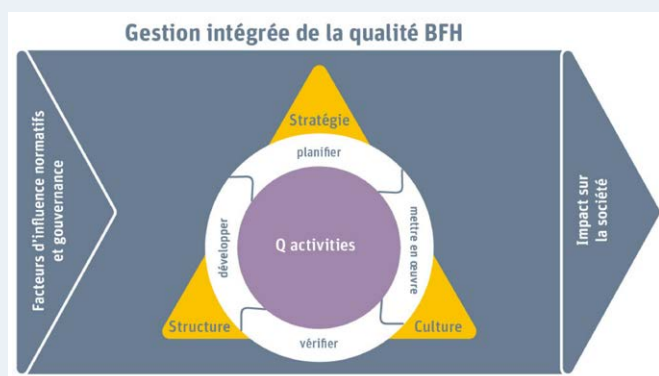 Gestion intégrée de la qualité BFH
Facteurs d'influence normatifs
et gouvernance
Stratégie
planifier
développer
Q activities
mettre en œuvre
Structure
Culture
vérifier
Impact sur
la société